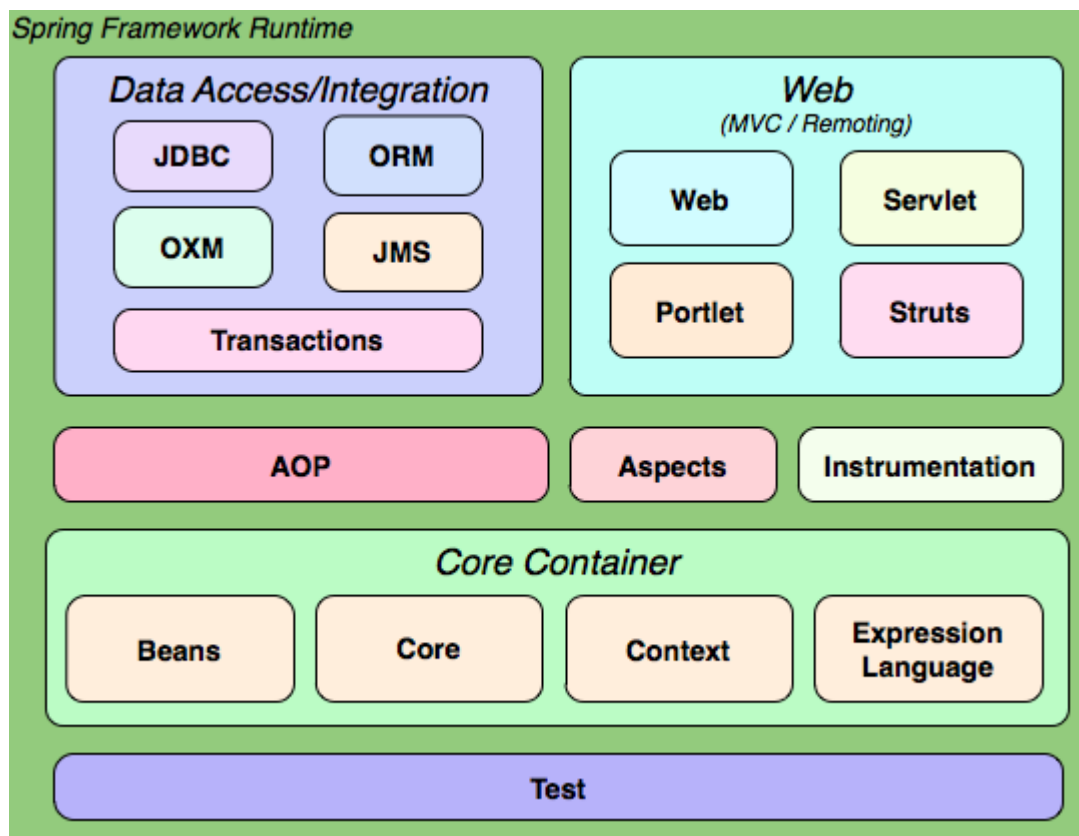 Spring Framework Runtime
Data Access/Integration
JDBC
ORM
OXM
JMS
Transactions
Web
(MVC / Remoting)
Web
Servlet
Portlet
Struts
AOP
Aspects
Instrumentation
Core Container
Beans
Core
Context
Expression
Language
Test